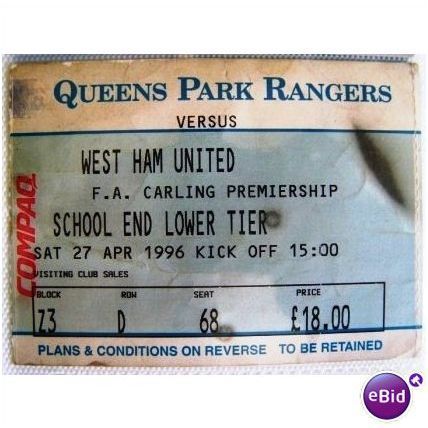 QUEENS PARK RANGERS
VERSUS
WEST HAM UNITED
F.A. CARLING PREMIERSHIP
SCHOOL END LOWER TIER
SAT 27 APR 1996 KICK OFF 15:00
VISITING CLUB SALES
BLOCK ROW SEAT PRICE
Z3 D 68 £18.00
PLANS & CONDITIONS ON REVERSE TO BE RETAINED
COMPAQ
eBid